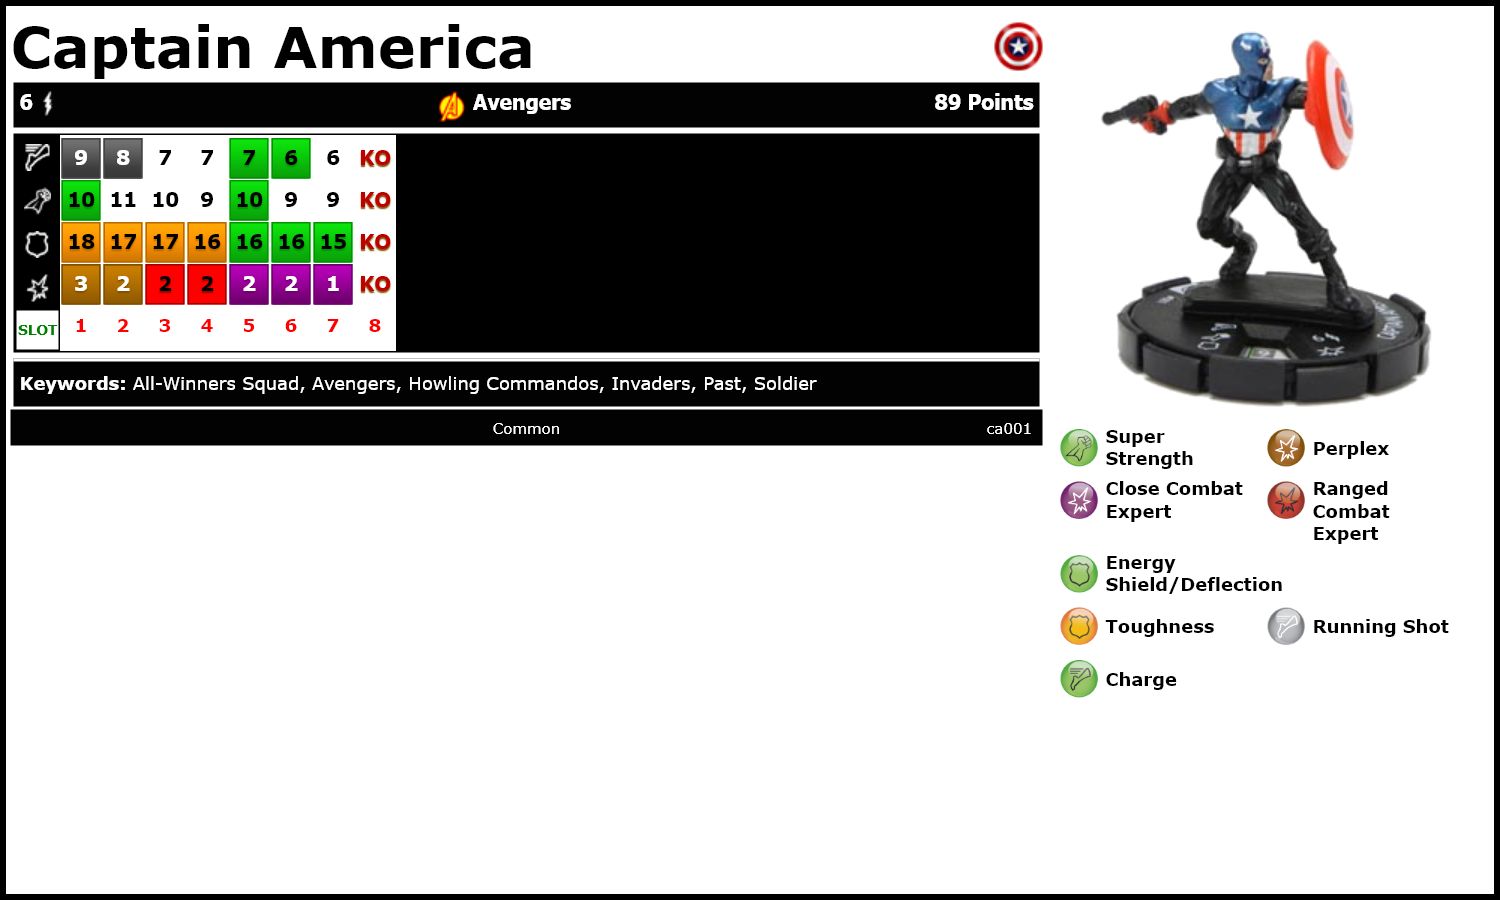 Captain America
6 Avengers 89 Points
9 8 7 7 7 6 6 KO
10 11 10 9 10 9 9 KO
18 17 17 16 16 16 15 KO
3 2 2 2 2 2 1 KO
SLOT 1 2 3 4 5 6 7 8
Keywords: All-Winners Squad, Avengers, Howling Commandos, Invaders, Past, Soldier
Common ca001
Super
Strength
Perplex
Close Combat
Expert
Ranged
Combat
Expert
Energy
Shield/Deflection
Toughness
Running Shot
Charge